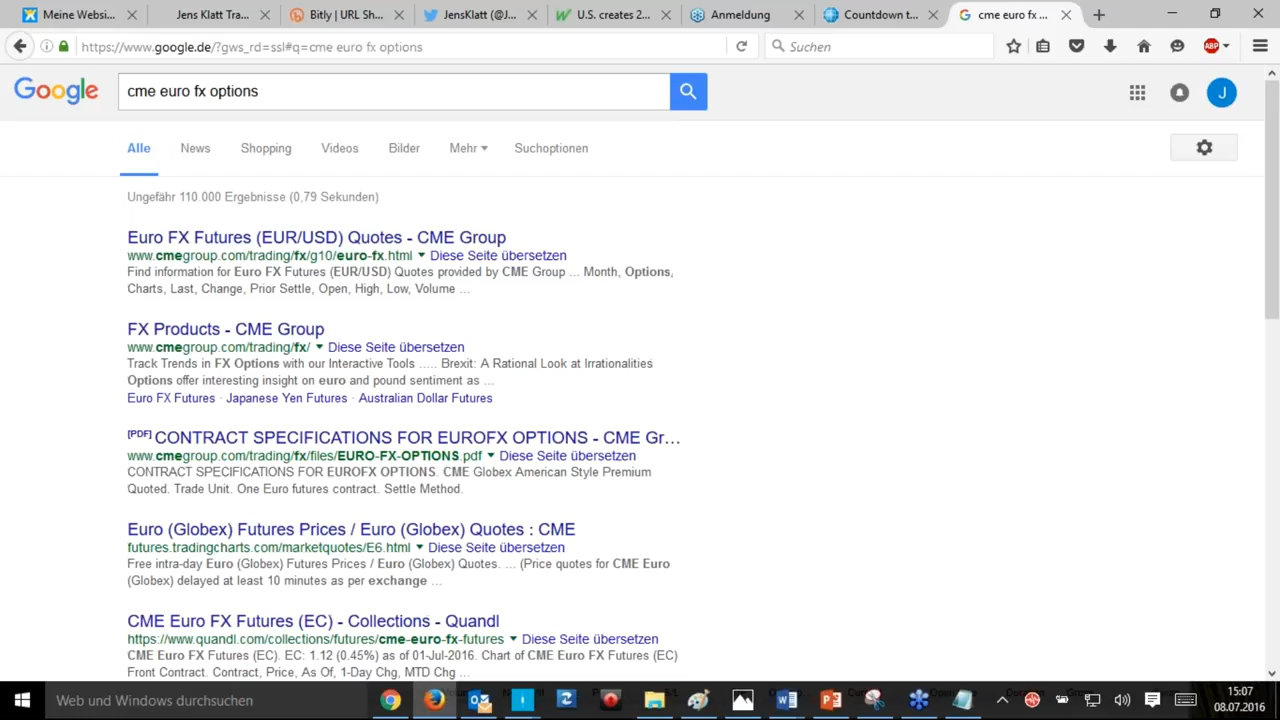 Meine Websi...
Jens Klatt Tra...
Bitly | URL Sh...
JensKlatt (@J...
U.S. creates 2...
Anmeldung
Countdown t...
cme euro fx ...
https://www.google.de/?gws_rd=ssl#q=cme euro fx options
Suchen
ABP
Google
cme euro fx options
J
Alle
News
Shopping
Videos
Bilder
Mehr
Suchoptionen
Ungefähr 110.000 Ergebnisse (0,79 Sekunden)
Euro FX Futures (EUR/USD) Quotes - CME Group
www.cmegroup.com/trading/fx/g10/euro-fx.html Diese Seite übersetzen
Find information for Euro FX Futures (EUR/USD) Quotes provided by CME Group ... Month, Options,
Charts, Last, Change, Prior Settle, Open, High, Low, Volume ...
FX Products - CME Group
www.cmegroup.com/trading/fx/ Diese Seite übersetzen
Track Trends in FX Options with our Interactive Tools ..... Brexit: A Rational Look at Irrationalities
Options offer interesting insight on euro and pound sentiment as ...
Euro FX Futures · Japanese Yen Futures · Australian Dollar Futures
[PDF] CONTRACT SPECIFICATIONS FOR EUROFX OPTIONS - CME Gr...
www.cmegroup.com/trading/fx/files/EURO-FX-OPTIONS.pdf Diese Seite übersetzen
CONTRACT SPECIFICATIONS FOR EUROFX OPTIONS. CME Globex American Style Premium
Quoted. Trade Unit. One Euro futures contract. Settle Method.
Euro (Globex) Futures Prices / Euro (Globex) Quotes : CME
futures.tradingcharts.com/marketquotes/E6.html Diese Seite übersetzen
Free intra-day Euro (Globex) Futures Prices / Euro (Globex) Quotes. ... (Price quotes for CME Euro
(Globex) delayed at least 10 minutes as per exchange ...
CME Euro FX Futures (EC) - Collections - Quandl
https://www.quandl.com/collections/futures/cme-euro-fx-futures Diese Seite übersetzen
CME Euro FX Futures (EC). EC: 1.12 (0.45%) as of 01-Jul-2016. Chart of CME Euro FX Futures (EC)
Front Contract. Contract, Price, As Of, 1-Day Chg, MTD Chg ...
Web und Windows durchsuchen
15:07
08.07.2016